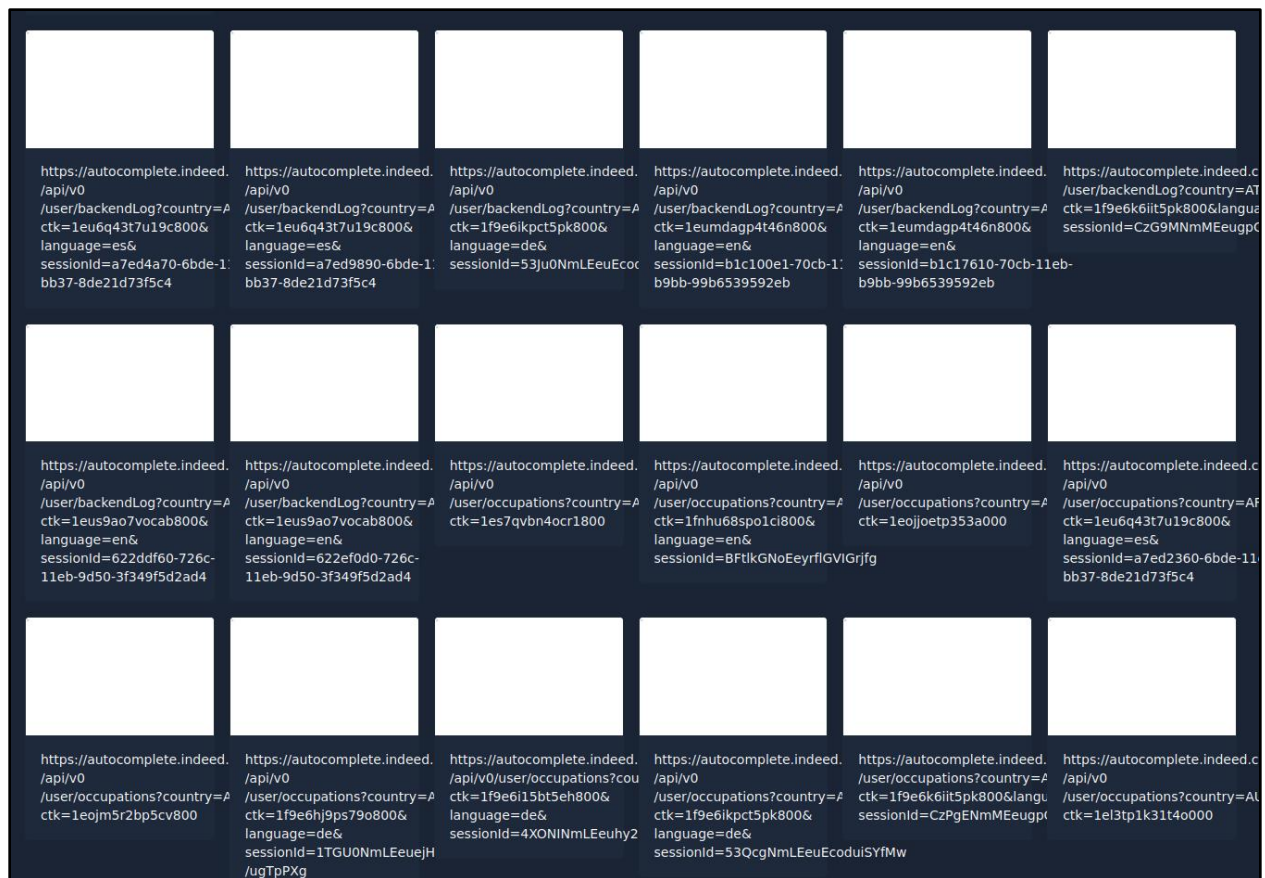 https://autocomplete.indeed.
/api/v0
/user/backendLog?country=A
ctk=1eu6q43t7u19c800&
language=es&
sessionId=a7ed4a70-6bde-11
bb37-8de21d73f5c4
https://autocomplete.indeed.
/api/v0
/user/backendLog?country=A
ctk=1eu6q43t7u19c800&
language=es&
sessionId=a7ed9890-6bde-11
bb37-8de21d73f5c4
https://autocomplete.indeed.
/api/v0
/user/backendLog?country=A
ctk=1f9e6ikpct5pk800&
language=de&
sessionId=53Ju0NmLEeuEcod
https://autocomplete.indeed.
/api/v0
/user/backendLog?country=A
ctk=1eumdagp4t46n800&
language=en&
sessionId=b1c100e1-70cb-11
b9bb-99b6539592eb
https://autocomplete.indeed.
/api/v0
/user/backendLog?country=A
ctk=1eumdagp4t46n800&
language=en&
sessionId=b1c17610-70cb-11eb-
b9bb-99b6539592eb
https://autocomplete.indeed.c
/user/backendLog?country=AT
ctk=1f9e6k6iit5pk800&langua
sessionId=CzG9MNmMEeugpC
https://autocomplete.indeed.
/api/v0
/user/backendLog?country=A
ctk=1eus9ao7vocab800&
language=en&
sessionId=622ddf60-726c-
11eb-9d50-3f349f5d2ad4
https://autocomplete.indeed.
/api/v0
/user/backendLog?country=A
ctk=1eus9ao7vocab800&
language=en&
sessionId=622ef0d0-726c-
11eb-9d50-3f349f5d2ad4
https://autocomplete.indeed.
/api/v0
/user/occupations?country=A
ctk=1es7qvbn4ocr1800
https://autocomplete.indeed.
/api/v0
/user/occupations?country=A
ctk=1fnhu68spo1ci800&
language=en&
sessionId=BFtlkGNoEeyrflGVIGrjfg
https://autocomplete.indeed.
/api/v0
/user/occupations?country=A
ctk=1eojjoetp353a000
https://autocomplete.indeed.c
/api/v0
/user/occupations?country=AR
ctk=1eu6q43t7u19c800&
language=es&
sessionId=a7ed2360-6bde-11
bb37-8de21d73f5c4
https://autocomplete.indeed.
/api/v0
/user/occupations?country=A
ctk=1eojm5r2bp5cv800
https://autocomplete.indeed.
/api/v0
/user/occupations?country=A
ctk=1f9e6hj9ps79o800&
language=de&
sessionId=1TGU0NmLEeuejH
/ugTpPXg
https://autocomplete.indeed.
/api/v0/user/occupations?cou
ctk=1f9e6i15bt5eh800&
language=de&
sessionId=4XONINmLEeuhy2
https://autocomplete.indeed.
/api/v0
/user/occupations?country=A
ctk=1f9e6ikpct5pk800&
language=de&
sessionId=53QcgNmLEeuEcoduiSYfMw
https://autocomplete.indeed.
/user/occupations?country=A
ctk=1f9e6k6iit5pk800&langu
sessionId=CzPgENmMEeugp
https://autocomplete.indeed.c
/api/v0
/user/occupations?country=AU
ctk=1el3tp1k31t4o000